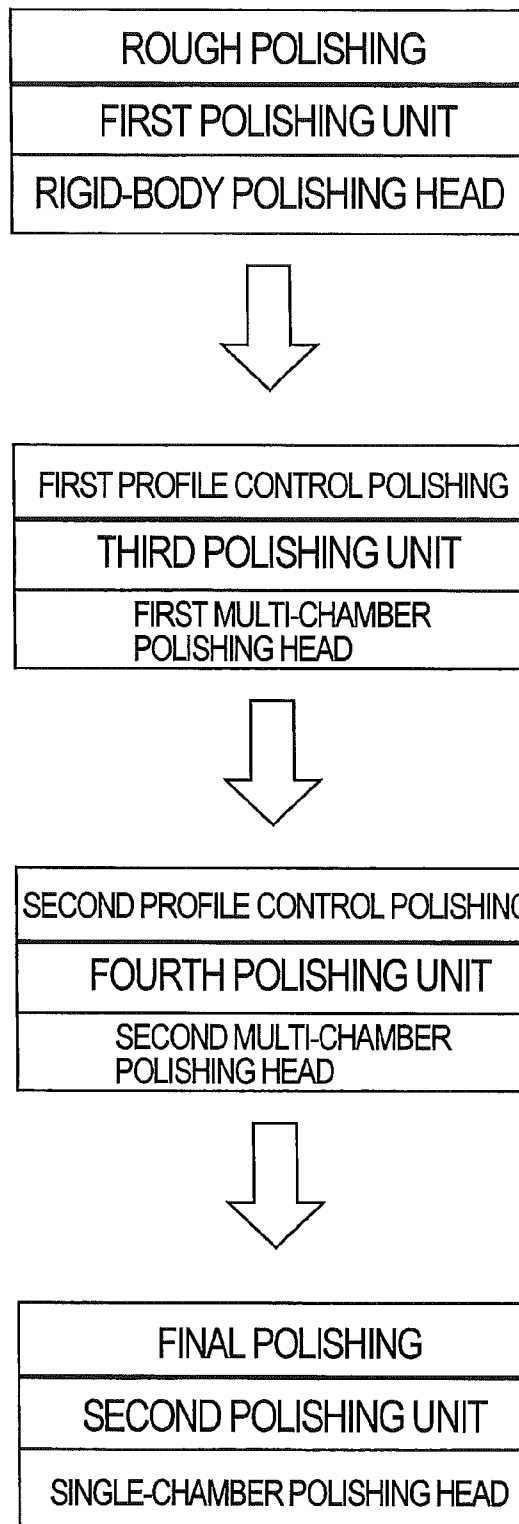 ROUGH POLISHING
FIRST POLISHING UNIT
RIGID-BODY POLISHING HEAD
FIRST PROFILE CONTROL POLISHING
THIRD POLISHING UNIT
FIRST MULTI-CHAMBER
POLISHING HEAD
SECOND PROFILE CONTROL POLISHING
FOURTH POLISHING UNIT
SECOND MULTI-CHAMBER
POLISHING HEAD
FINAL POLISHING
SECOND POLISHING UNIT
SINGLE-CHAMBER POLISHING HEAD